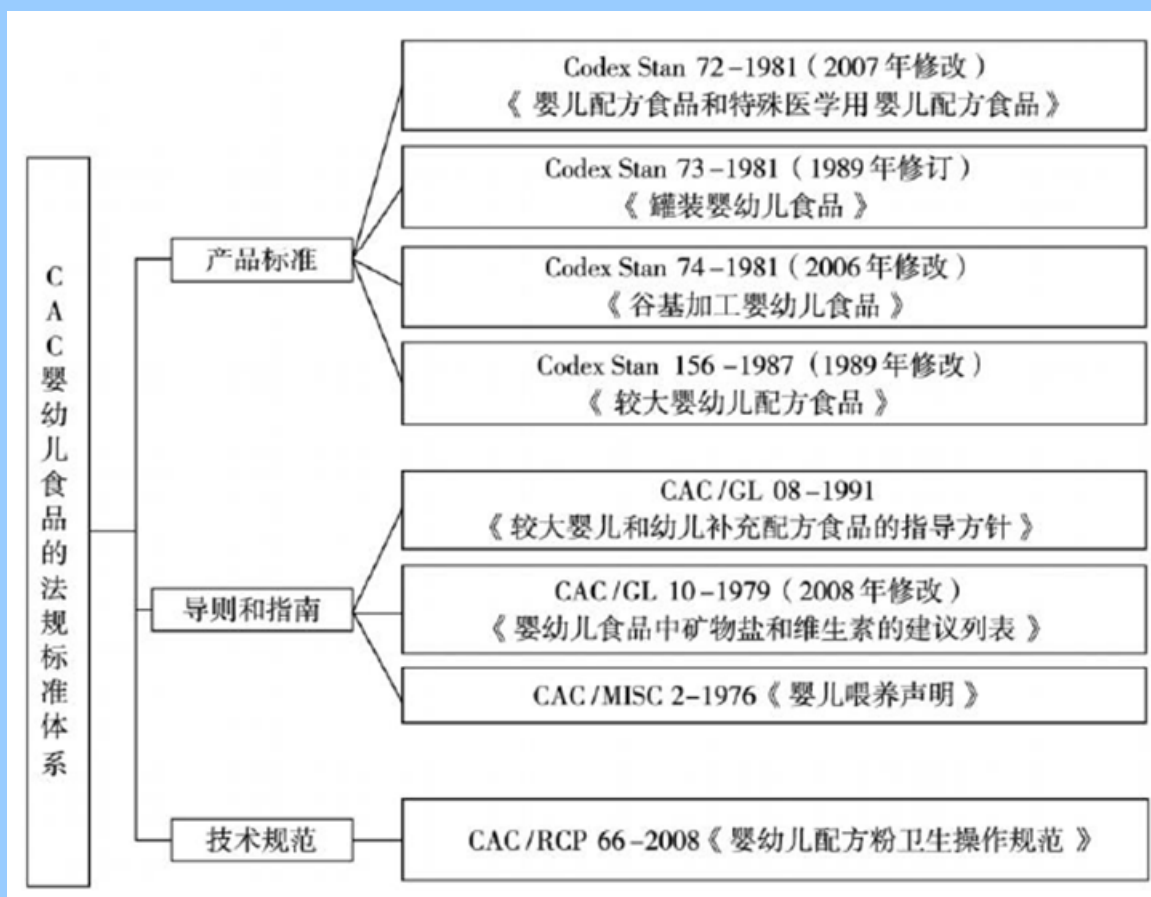 CAC婴幼儿食品的法规标准体系
产品标准
Codex Stan 72-1981（2007年修改）
《婴儿配方食品和特殊医学用婴儿配方食品》
Codex Stan 73-1981（1989年修订）
《罐装婴幼儿食品》
Codex Stan 74-1981（2006年修改）
《谷基加工婴幼儿食品》
Codex Stan 156-1987（1989年修改）
《较大婴幼儿配方食品》
导则和指南
CAC/GL 08-1991
《较大婴儿和幼儿补充配方食品的指导方针》
CAC/GL 10-1979（2008年修改）
《婴幼儿食品中矿物盐和维生素的建议列表》
CAC/MISC 2-1976《婴儿喂养声明》
技术规范
CAC/RCP 66-2008《婴幼儿配方粉卫生操作规范》